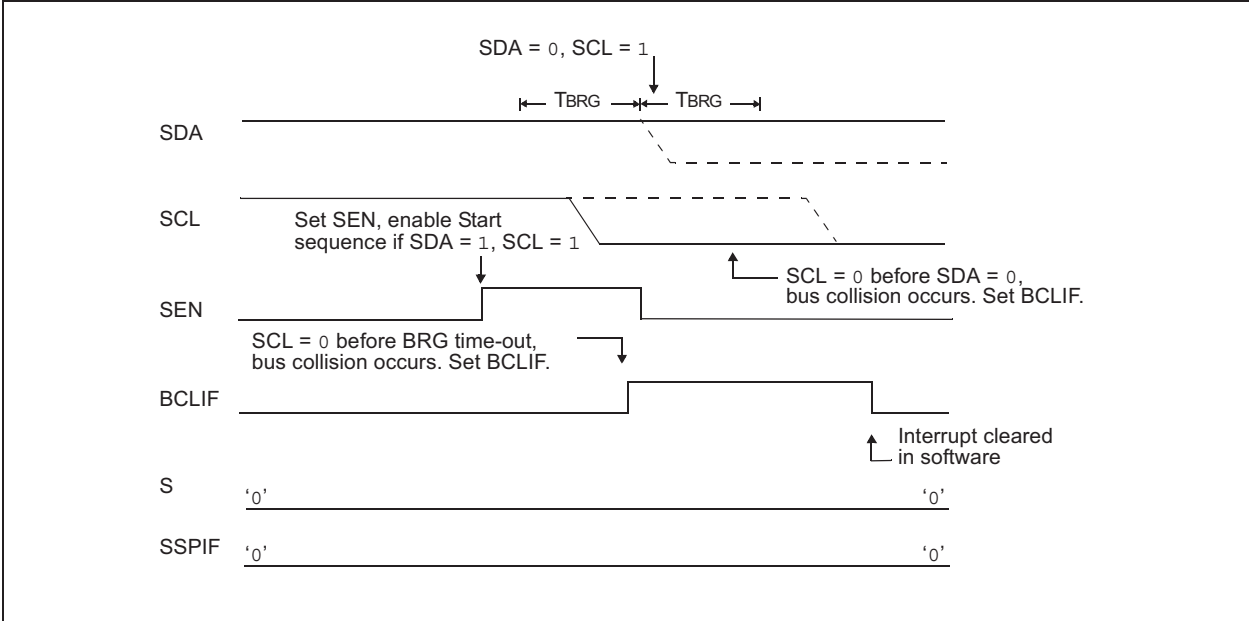 SDA = 0, SCL = 1
TBRG TBRG
SDA
SCL
Set SEN, enable Start
sequence if SDA = 1, SCL = 1
SCL = 0 before SDA = 0,
bus collision occurs. Set BCLIF.
SEN
SCL = 0 before BRG time-out,
bus collision occurs. Set BCLIF.
BCLIF
Interrupt cleared
in software
S
‘0’ ‘0’
SSPIF ‘0’ ‘0’